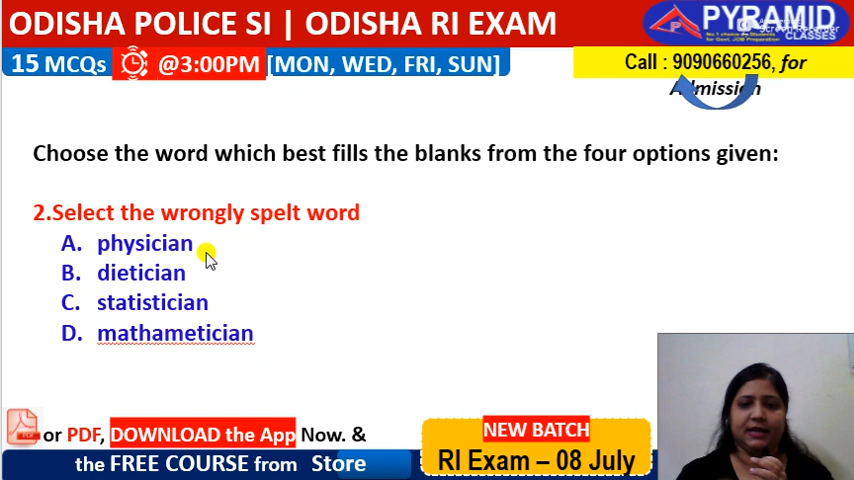 ODISHA POLICE SI | ODISHA RI EXAM
PYRAMID
CLASSES
15 MCQs @3:00PM [MON, WED, FRI, SUN]
Call : 9090660256, for
Admission
Choose the word which best fills the blanks from the four options given:
2.Select the wrongly spelt word
A. physician
B. dietician
C. statistician
D. mathametician
or PDF, DOWNLOAD the App Now. &
the FREE COURSE from Store
NEW BATCH
RI Exam – 08 July